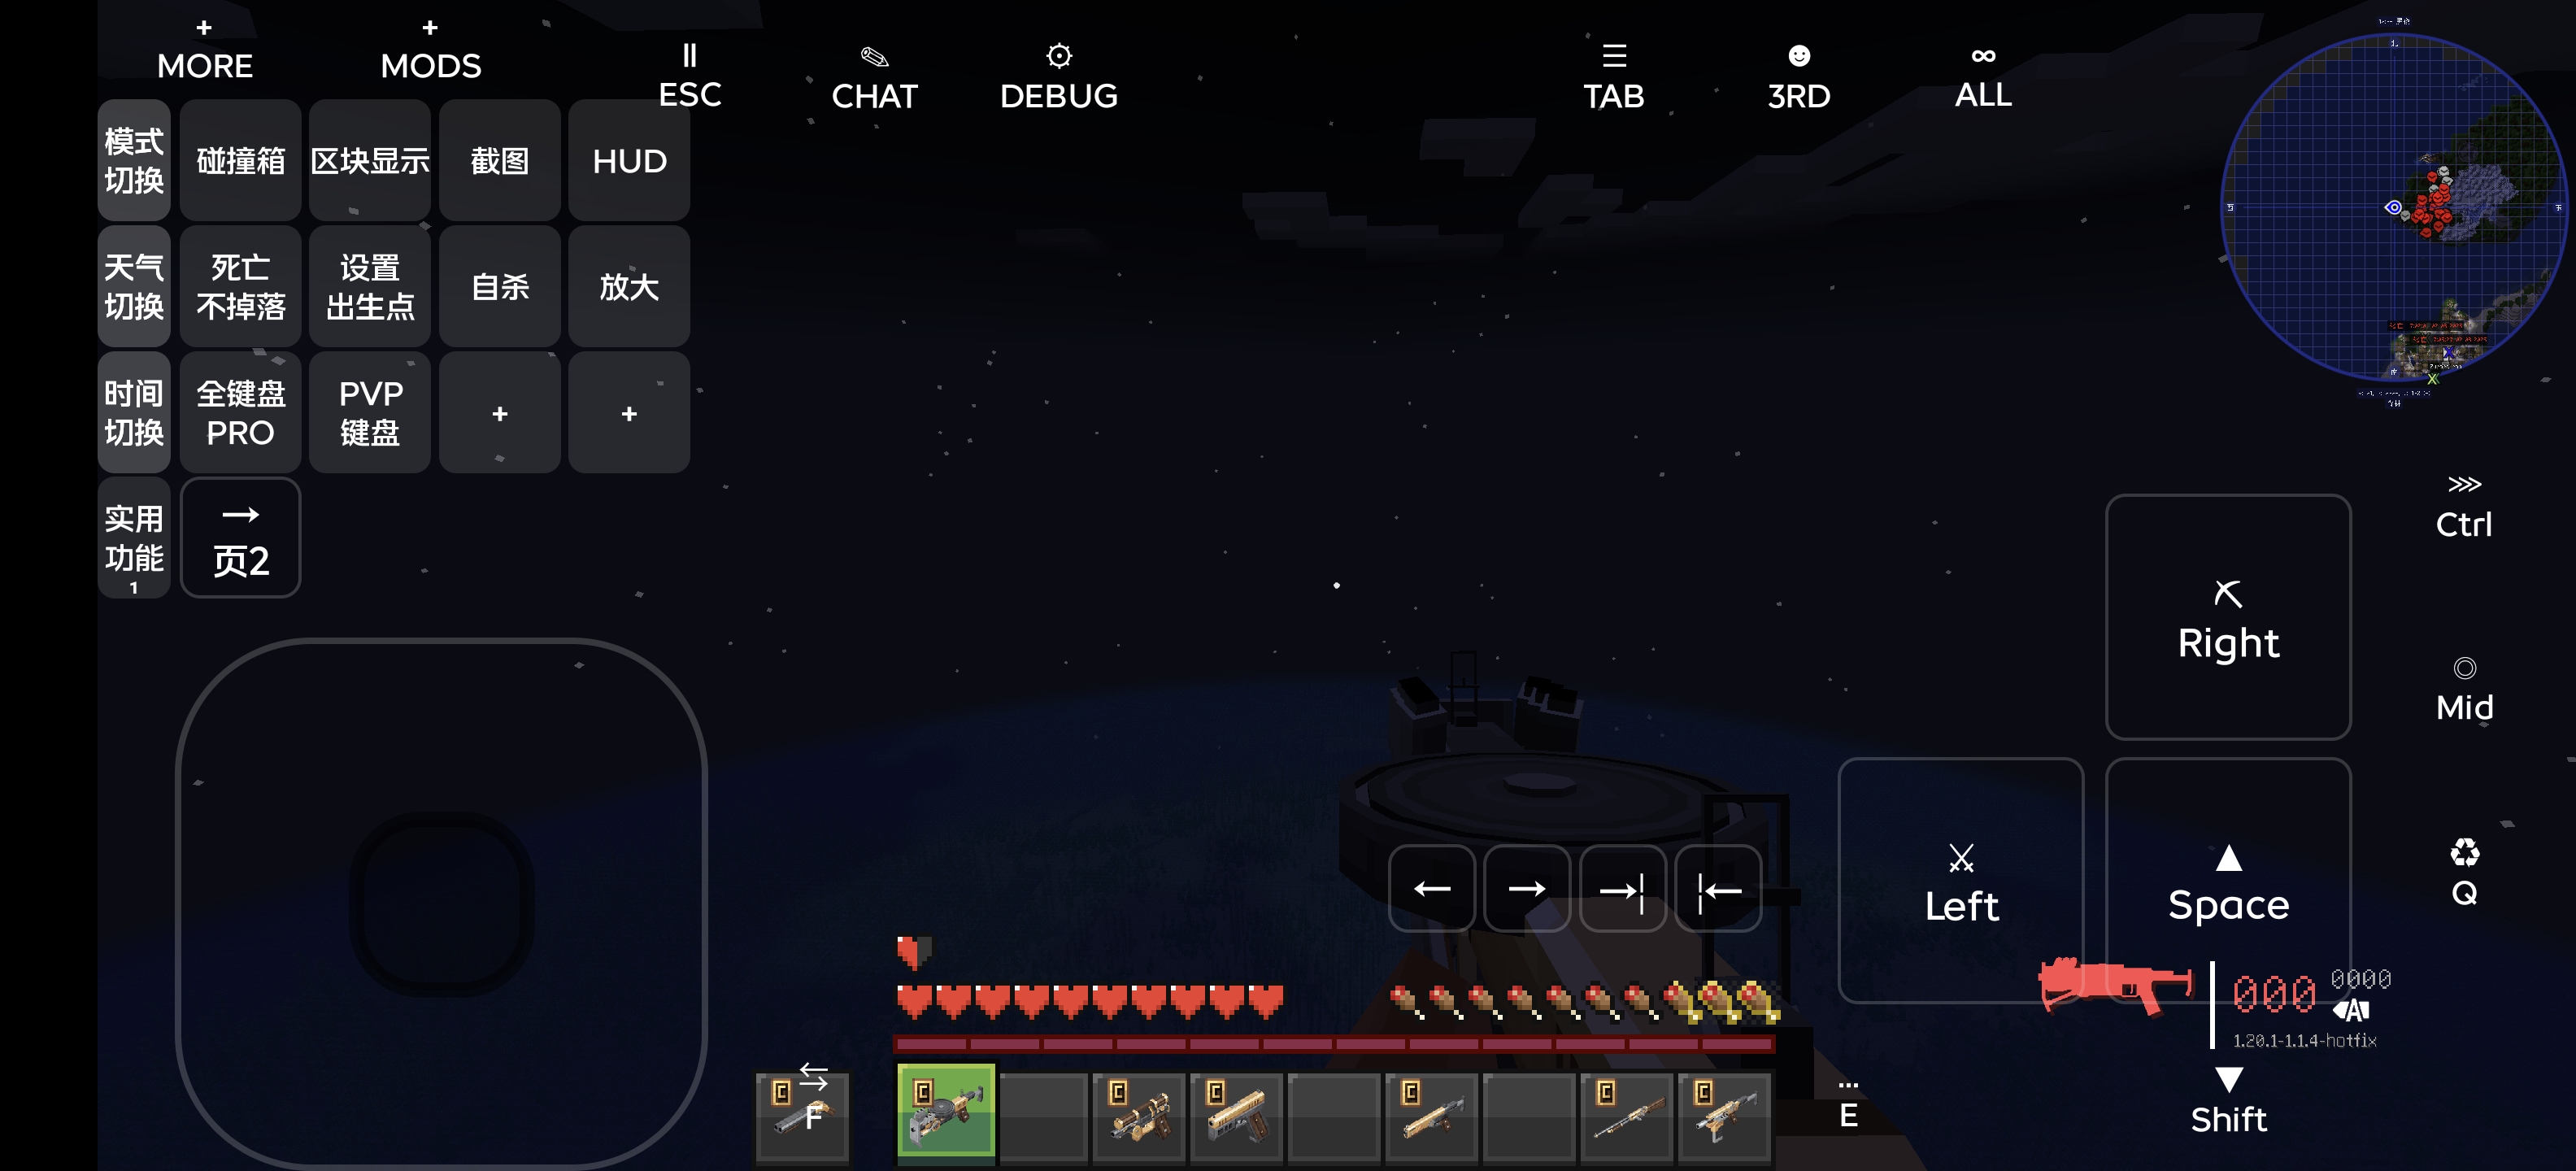 +
MORE
+
MODS
ESC
CHAT
DEBUG
TAB
3RD
ALL
模式
切换
碰撞箱
区块显示
截图
HUD
天气
切换
死亡
不掉落
设置
出生点
自杀
放大
时间
切换
全键盘
PRO
PVP
键盘
+
+
实用
功能
1
→
页2
Ctrl
Right
Mid
Left
Space
Q
← → →| |←
000
0000
A
1.20.1-1.1.4-hotfix
Shift
F
E